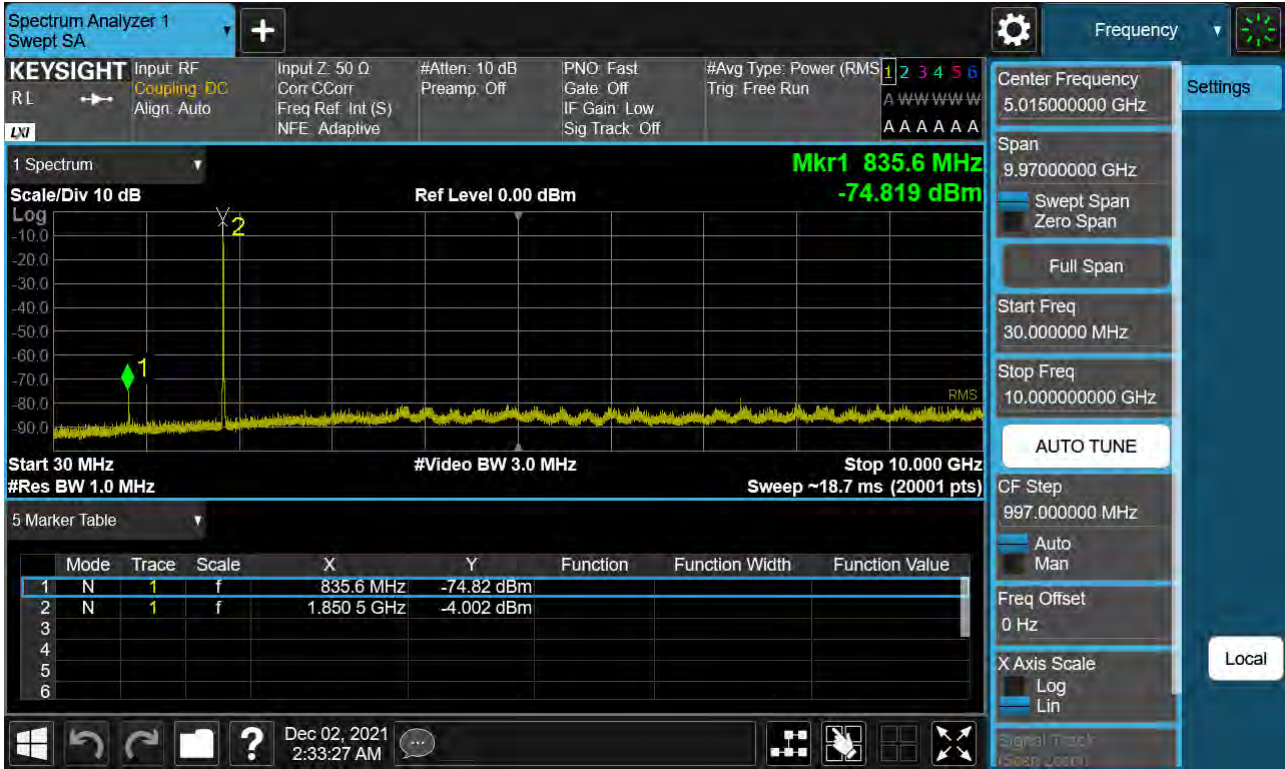 Spectrum Analyzer 1
Swept SA
+
Frequency
KEYSIGHT
RL
LXI
Input: RF
Coupling: DC
Align: Auto
Input Z: 50 Ω
Corr CCorr
Freq Ref: Int (S)
NFE: Adaptive
#Atten: 10 dB
Preamp: Off
PNO: Fast
Gate: Off
IF Gain: Low
Sig Track: Off
#Avg Type: Power (RMS
Trig: Free Run
1 2 3 4 5 6
A W W W W W
A A A A A A
1 Spectrum
Mkr1 835.6 MHz
-74.819 dBm
Scale/Div 10 dB
Ref Level 0.00 dBm
Log
-10.0
-20.0
-30.0
-40.0
-50.0
-60.0
-70.0
-80.0
-90.0
1
2
RMS
Start 30 MHz
#Video BW 3.0 MHz
Stop 10.000 GHz
#Res BW 1.0 MHz
Sweep ~18.7 ms (20001 pts)
5 Marker Table
Mode Trace Scale X Y Function Function Width Function Value
1 N 1 f 835.6 MHz -74.82 dBm
2 N 1 f 1.850 5 GHz -4.002 dBm
3
4
5
6
Center Frequency
5.015000000 GHz
Settings
Span
9.97000000 GHz
Swept Span
Zero Span
Full Span
Start Freq
30.000000 MHz
Stop Freq
10.000000000 GHz
AUTO TUNE
CF Step
997.000000 MHz
Auto
Man
Freq Offset
0 Hz
X Axis Scale
Log
Lin
Signal Track
(Span Zoom)
Local
?
Dec 02, 2021
2:33:27 AM